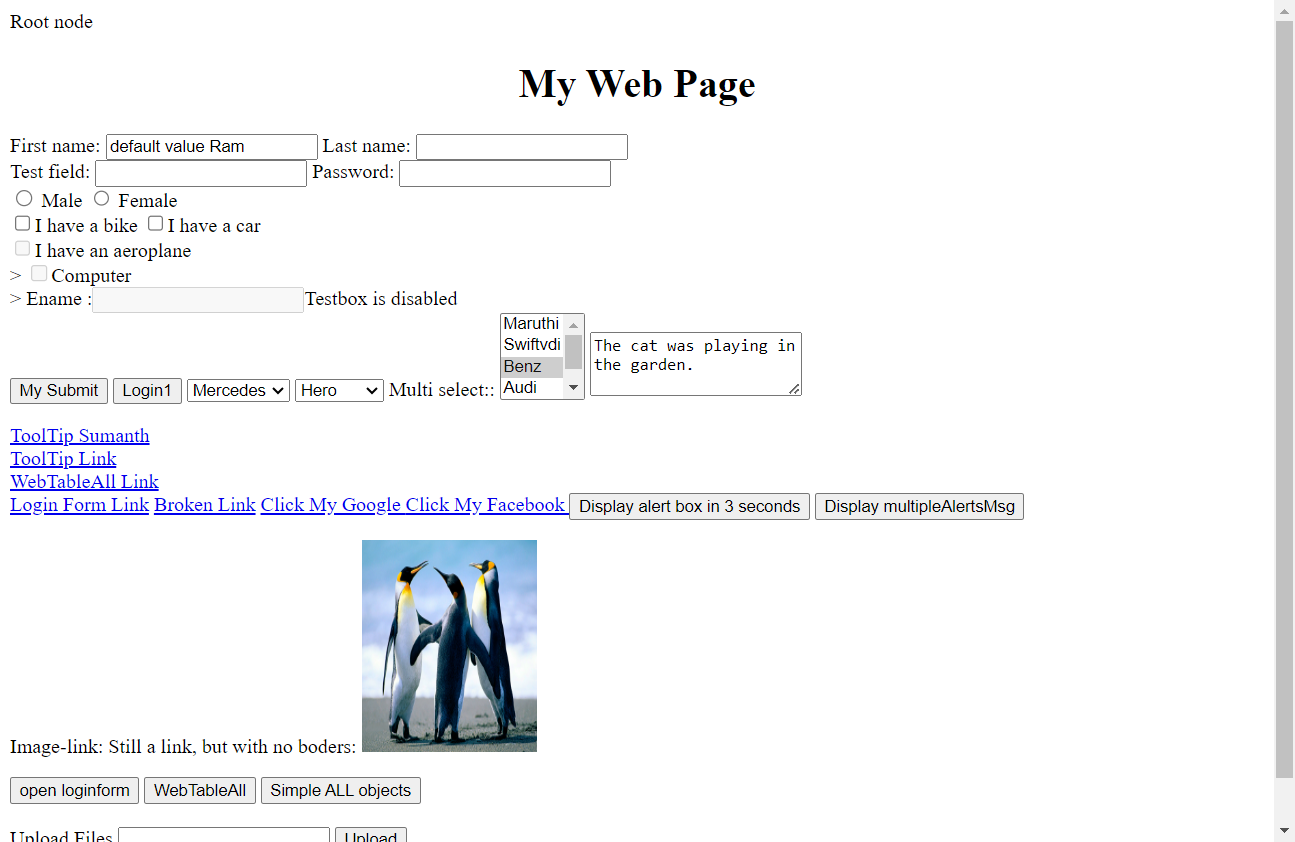 Root node
My Web Page
First name: default value Ram Last name:
Test field: Password:
Male Female
I have a bike I have a car
I have an aeroplane
> Computer
> Ename : Testbox is disabled
Maruthi
Swiftvdi
Benz
Audi
The cat was playing in
the garden.
My Submit Login1 Mercedes Hero Multi select::
ToolTip Sumanth
ToolTip Link
WebTableAll Link
Login Form Link Broken Link Click My Google Click My Facebook Display alert box in 3 seconds Display multipleAlertsMsg
Image-link: Still a link, but with no boders:
open loginform WebTableAll Simple ALL objects
Upload Files Upload